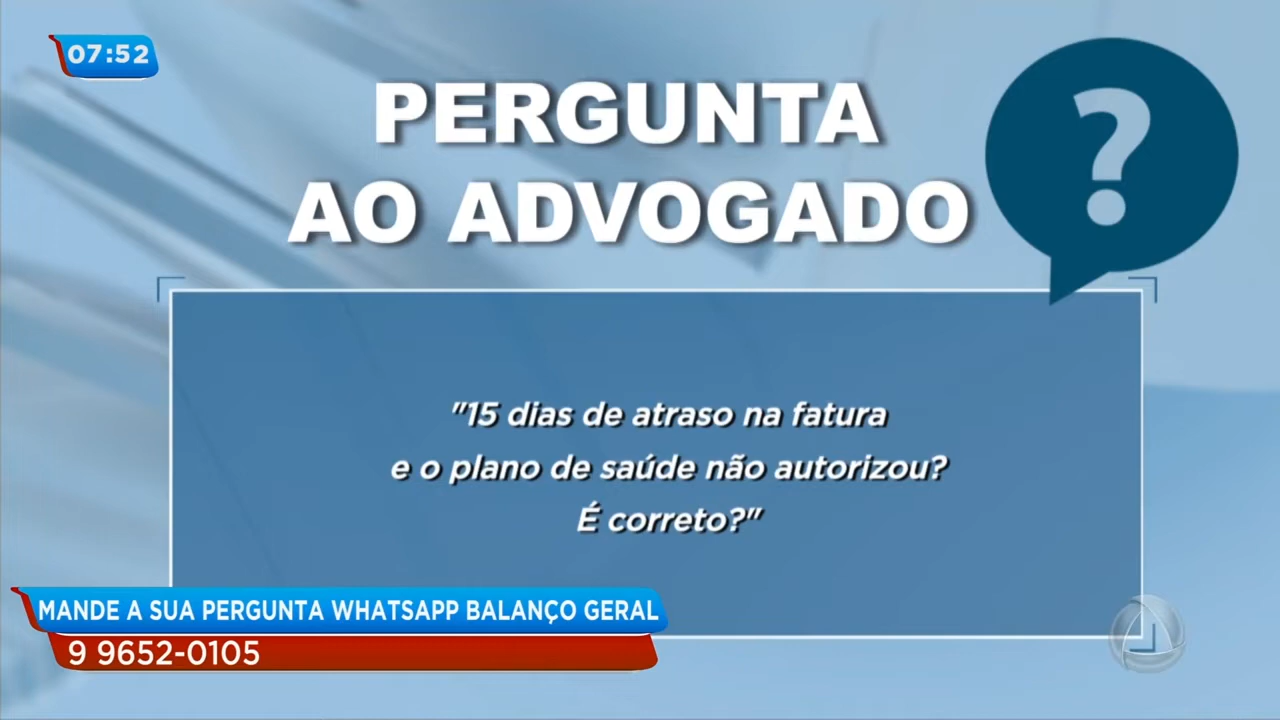 07:52
PERGUNTA
AO ADVOGADO
?
"15 dias de atraso na fatura
e o plano de saúde não autorizou?
É correto?"
MANDE A SUA PERGUNTA WHATSAPP BALANÇO GERAL
9 9652-0105